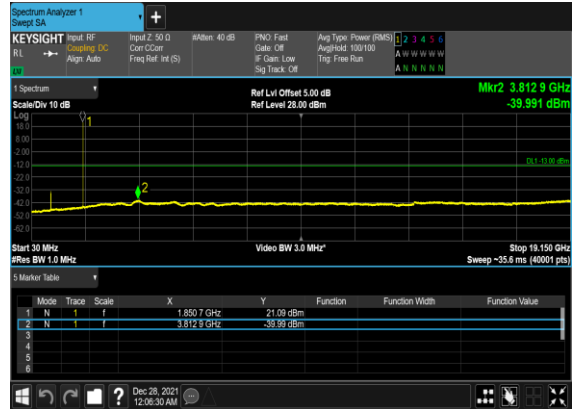 Spectrum Analyzer 1
Swept SA
+
KEYSIGHT Input: RF Input Z: 50 Ω #Atten: 40 dB PNO: Fast Avg Type: Power (RMS) 1 2 3 4 5 6
R L Coupling: DC Corr CCorr Gate: Off Avg|Hold: 100/100 A W W W W W
Align: Auto Freq Ref: Int (S) IF Gain: Low Trig: Free Run
Sig Track: Off A N N N N N
1 Spectrum Ref Lvl Offset 5.00 dB Mkr2 3.812 9 GHz
Scale/Div 10 dB Ref Level 28.00 dBm -39.991 dBm
Log
18.0
8.00
-2.00
-12.0
-22.0
-32.0
-42.0
-52.0
-62.0
1
2
DL1 -13.00 dBm
Start 30 MHz Video BW 3.0 MHz* Stop 19.150 GHz
#Res BW 1.0 MHz Sweep ~35.6 ms (40001 pts)
5 Marker Table
Mode Trace Scale X Y Function Function Width Function Value
1 N 1 f 1.850 7 GHz 21.09 dBm
2 N 1 f 3.812 9 GHz -39.99 dBm
3
4
5
6
? Dec 28, 2021
12:06:30 AM